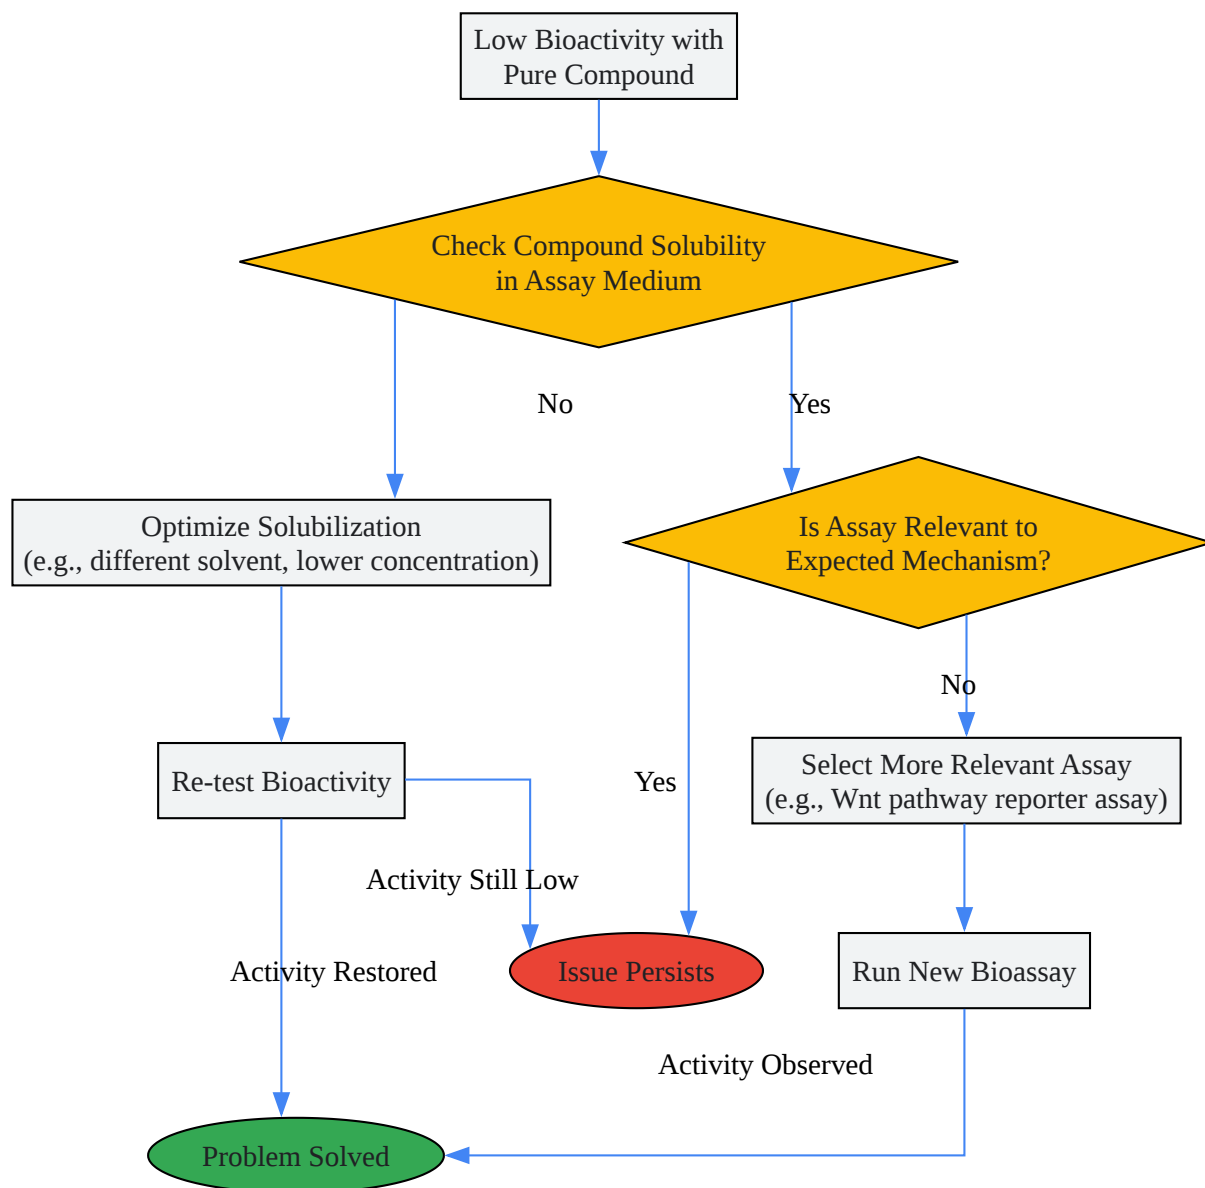 Low Bioactivity with
Pure Compound
Check Compound Solubility
in Assay Medium
No
Yes
Optimize Solubilization
(e.g., different solvent, lower concentration)
Is Assay Relevant to
Expected Mechanism?
No
Re-test Bioactivity
Yes
Select More Relevant Assay
(e.g., Wnt pathway reporter assay)
Activity Still Low
Activity Restored
Issue Persists
Run New Bioassay
Activity Observed
Problem Solved